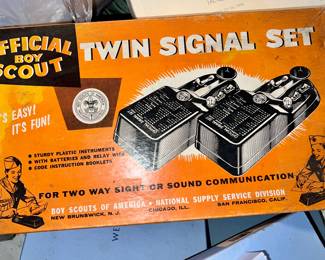 OFFICIAL
BOY
SCOUT
TWIN SIGNAL SET
IT'S EASY!
IT'S FUN!
• STURDY PLASTIC INSTRUMENTS
• WITH BATTERIES AND RELAY WITH
• CODE INSTRUCTION BOOKLETS
FOR TWO WAY SIGHT OR SOUND COMMUNICATION
BOY SCOUTS OF AMERICA • NATIONAL SUPPLY SERVICE DIVISION
NEW BRUNSWICK, N. J. CHICAGO, ILL. SAN FRANCISCO, CALIF.
WE